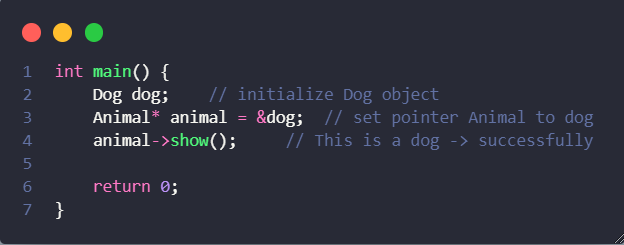 1 int main() {
2     Dog dog;    // initialize Dog object
3     Animal* animal = &dog;  // set pointer Animal to dog
4     animal->show();     // This is a dog -> successfully
5
6     return 0;
7 }